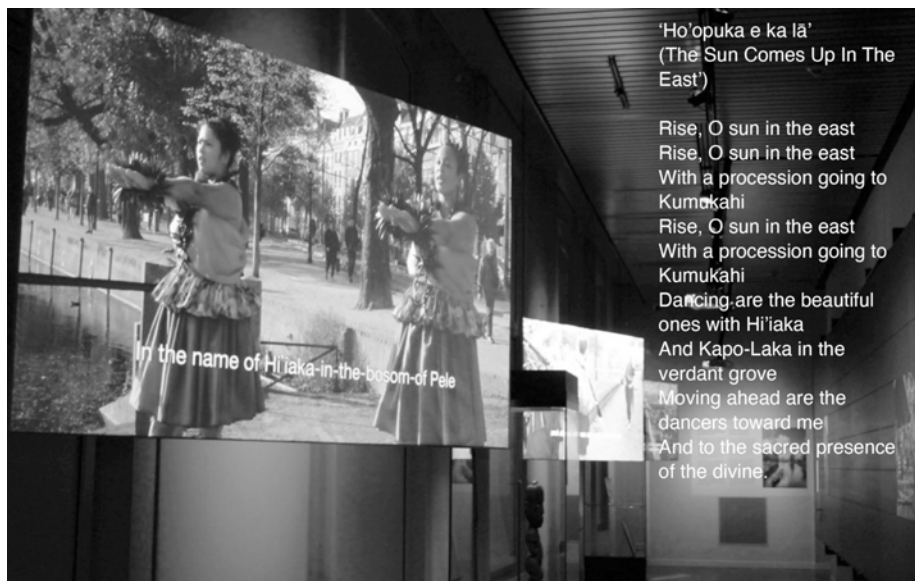 'Ho'opuka e ka lā'
(The Sun Comes Up In The
East')
Rise, O sun in the east
Rise, O sun in the east
With a procession going to
Kumukahi
Rise, O sun in the east
With a procession going to
Kumukahi
Dancing are the beautiful
ones with Hi'iaka
And Kapo-Laka in the
verdant grove
Moving ahead are the
dancers toward me
And to the sacred presence
of the divine.
In the name of Hi'iaka-in-the-bosom-of Pele